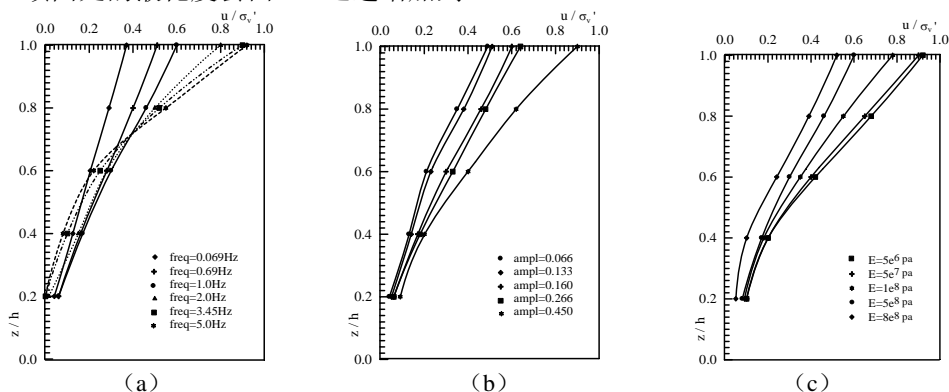 u / σv'
0.0 0.2 0.4 0.6 0.8 1.0
1.0
0.8
0.6
0.4
0.2
0.0
z / h
freq=0.069Hz
freq=0.69Hz
freq=1.0Hz
freq=2.0Hz
freq=3.45Hz
freq=5.0Hz
(a)
u / σv'
0.0 0.2 0.4 0.6 0.8 1.0
1.0
0.8
0.6
0.4
0.2
0.0
z / h
ampl=0.066
ampl=0.133
ampl=0.160
ampl=0.266
ampl=0.450
(b)
u / σv'
0.0 0.2 0.4 0.6 0.8 1.0
1.0
0.8
0.6
0.4
0.2
0.0
z / h
E=5e⁶ pa
E=5e⁷ pa
E=1e⁸ pa
E=5e⁸ pa
E=8e⁸ pa
(c)